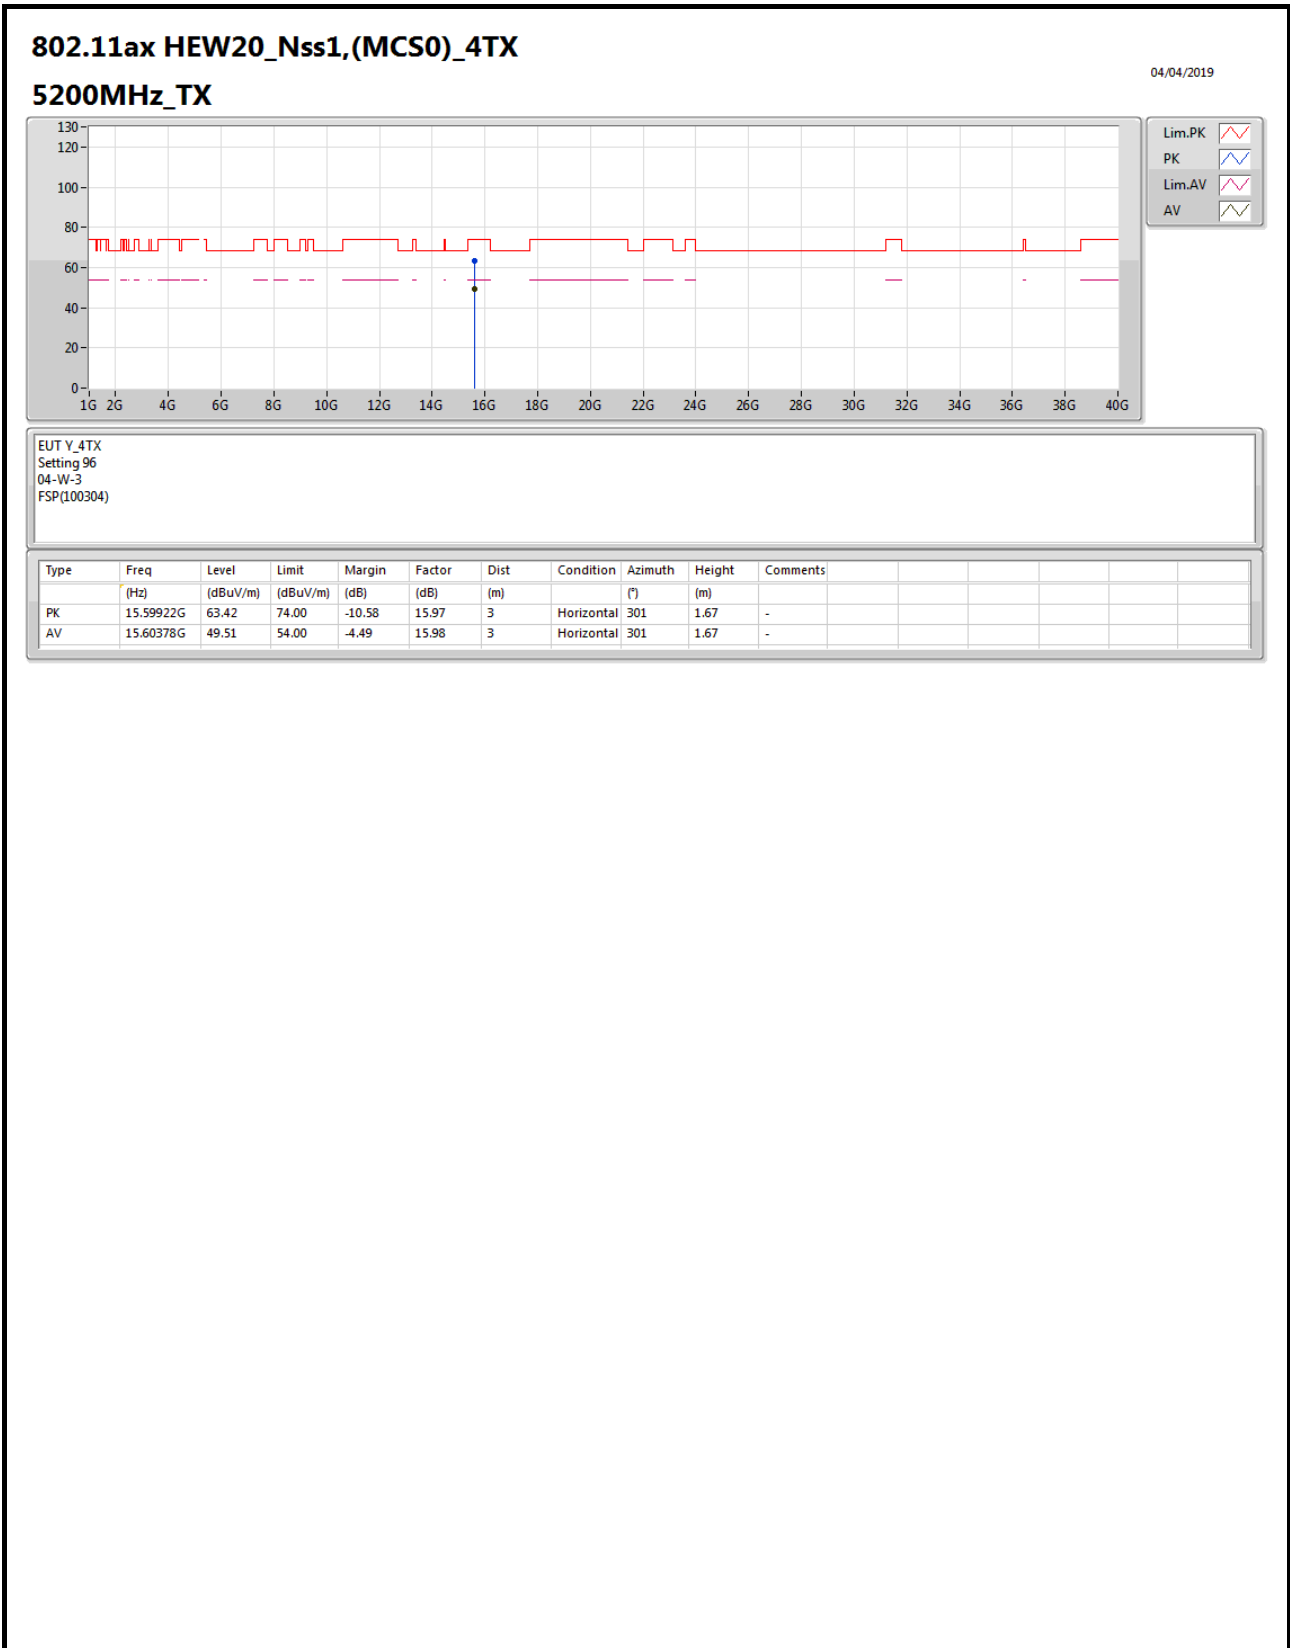 802.11ax HEW20_Nss1,(MCS0)_4TX
04/04/2019
5200MHz_TX
130
120
100
80
60
40
20
0
1G 2G 4G 6G 8G 10G 12G 14G 16G 18G 20G 22G 24G 26G 28G 30G 32G 34G 36G 38G 40G
Lim.PK
PK
Lim.AV
AV
EUT Y_4TX
Setting 96
04-W-3
FSP(100304)
Type Freq Level Limit Margin Factor Dist Condition Azimuth Height Comments
(Hz) (dBuV/m) (dBuV/m) (dB) (dB) (m) (°) (m)
PK 15.59922G 63.42 74.00 -10.58 15.97 3 Horizontal 301 1.67 -
AV 15.60378G 49.51 54.00 -4.49 15.98 3 Horizontal 301 1.67 -